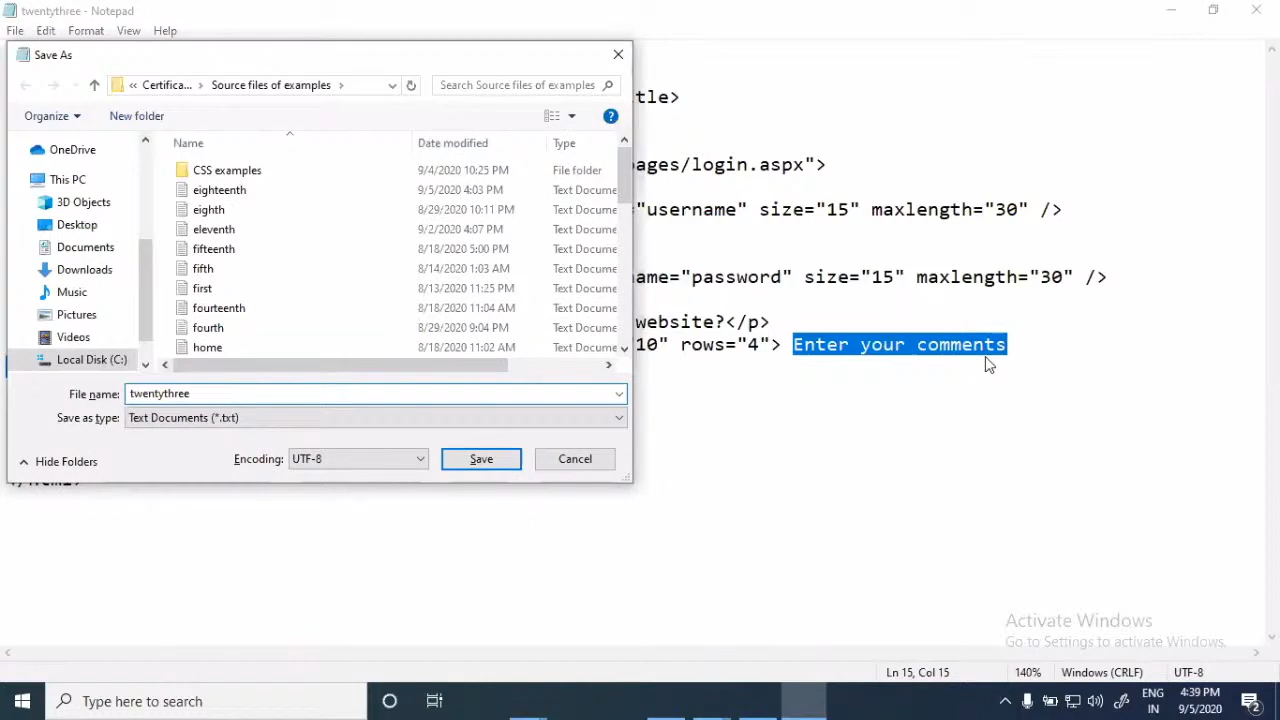 twentythree - Notepad
File Edit Format View Help
Save As
« Certifica... › Source files of examples ›
Search Source files of examples
Organize New folder
Name Date modified Type
OneDrive
This PC
3D Objects
Desktop
Documents
Downloads
Music
Pictures
Videos
Local Disk (C:)
CSS examples 9/4/2020 10:25 PM File folder
eighteenth 9/5/2020 4:03 PM Text Docume
eighth 8/29/2020 10:11 PM Text Docume
eleventh 9/2/2020 4:07 PM Text Docume
fifteenth 8/18/2020 5:00 PM Text Docume
fifth 8/14/2020 1:03 AM Text Docume
first 8/13/2020 11:25 PM Text Docume
fourteenth 8/18/2020 11:04 AM Text Docume
fourth 8/29/2020 9:04 PM Text Docume
home 8/18/2020 11:02 AM Text Docume
File name: twentythree
Save as type: Text Documents (*.txt)
Hide Folders Encoding: UTF-8 Save Cancel
tle>
pages/login.aspx">
="username" size="15" maxlength="30" />
name="password" size="15" maxlength="30" />
website?</p>
"10" rows="4"> Enter your comments
Activate Windows
Go to Settings to activate Windows.
Ln 15, Col 15 140% Windows (CRLF) UTF-8
Type here to search
ENG
IN
4:39 PM
9/5/2020
2